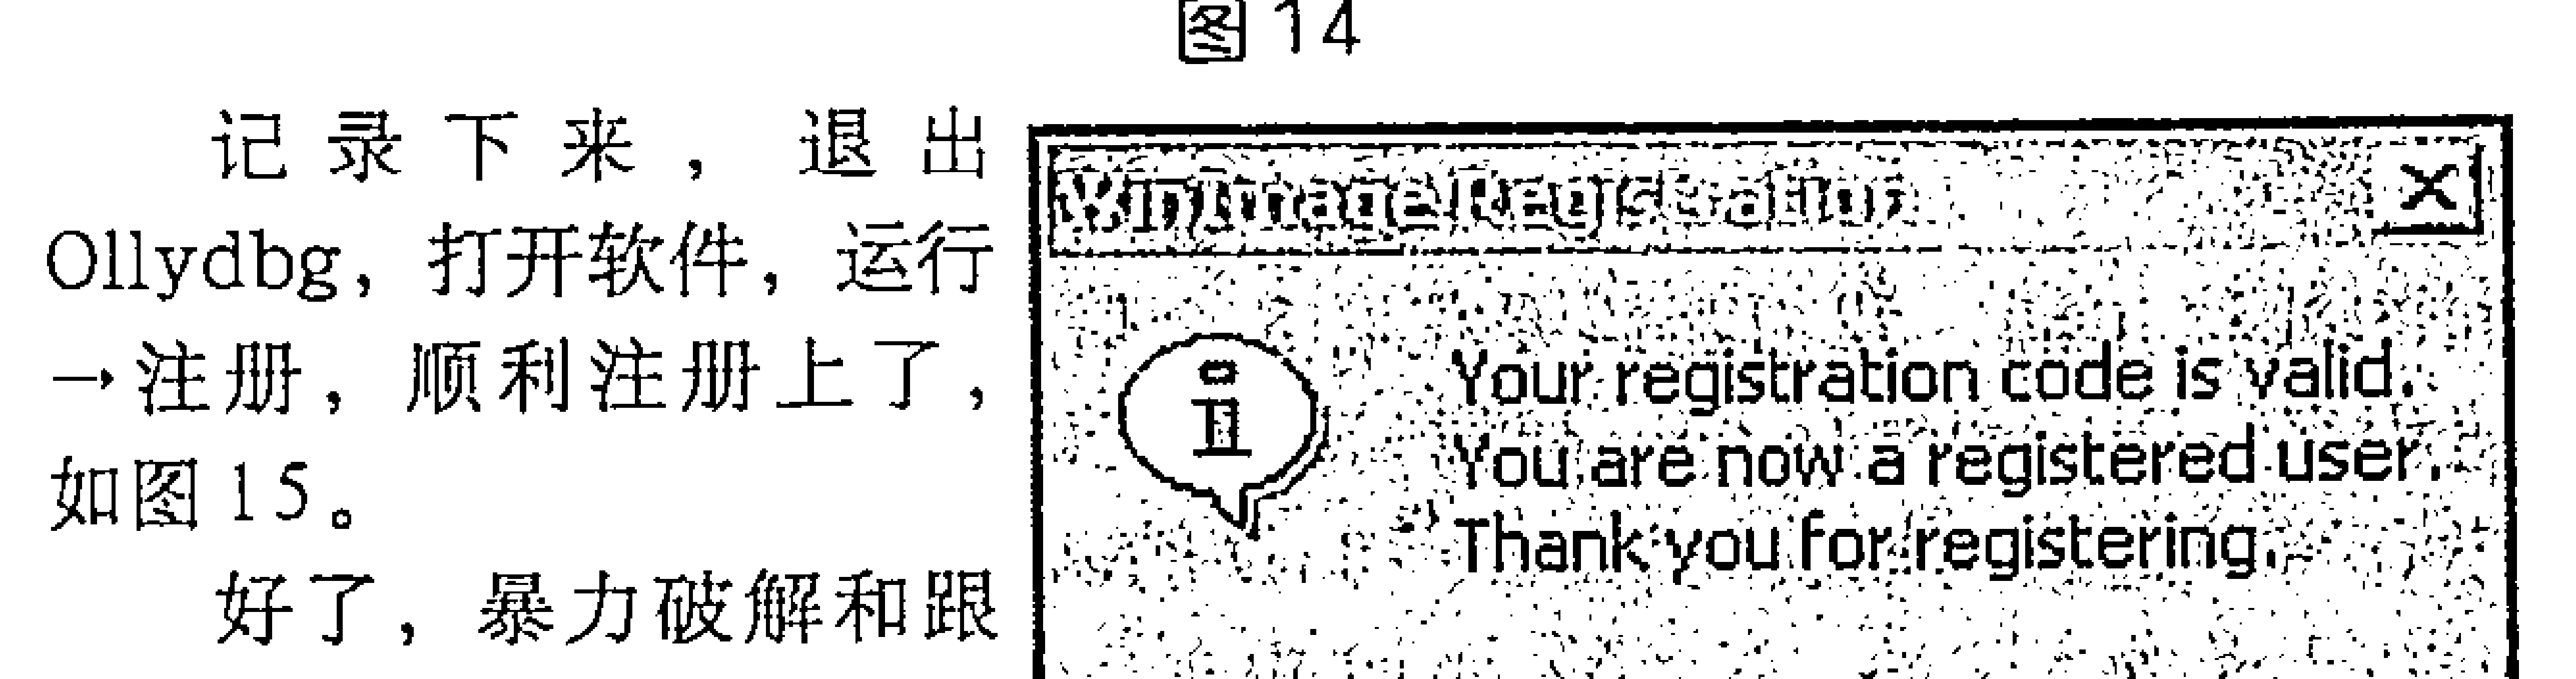 图14
记录下来，退出
Ollydbg，打开软件，运行
→注册，顺利注册上了，
如图15。
好了，暴力破解和跟
WinImage Registration
Your registration code is valid.
You are now a registered user.
Thank you for registering.